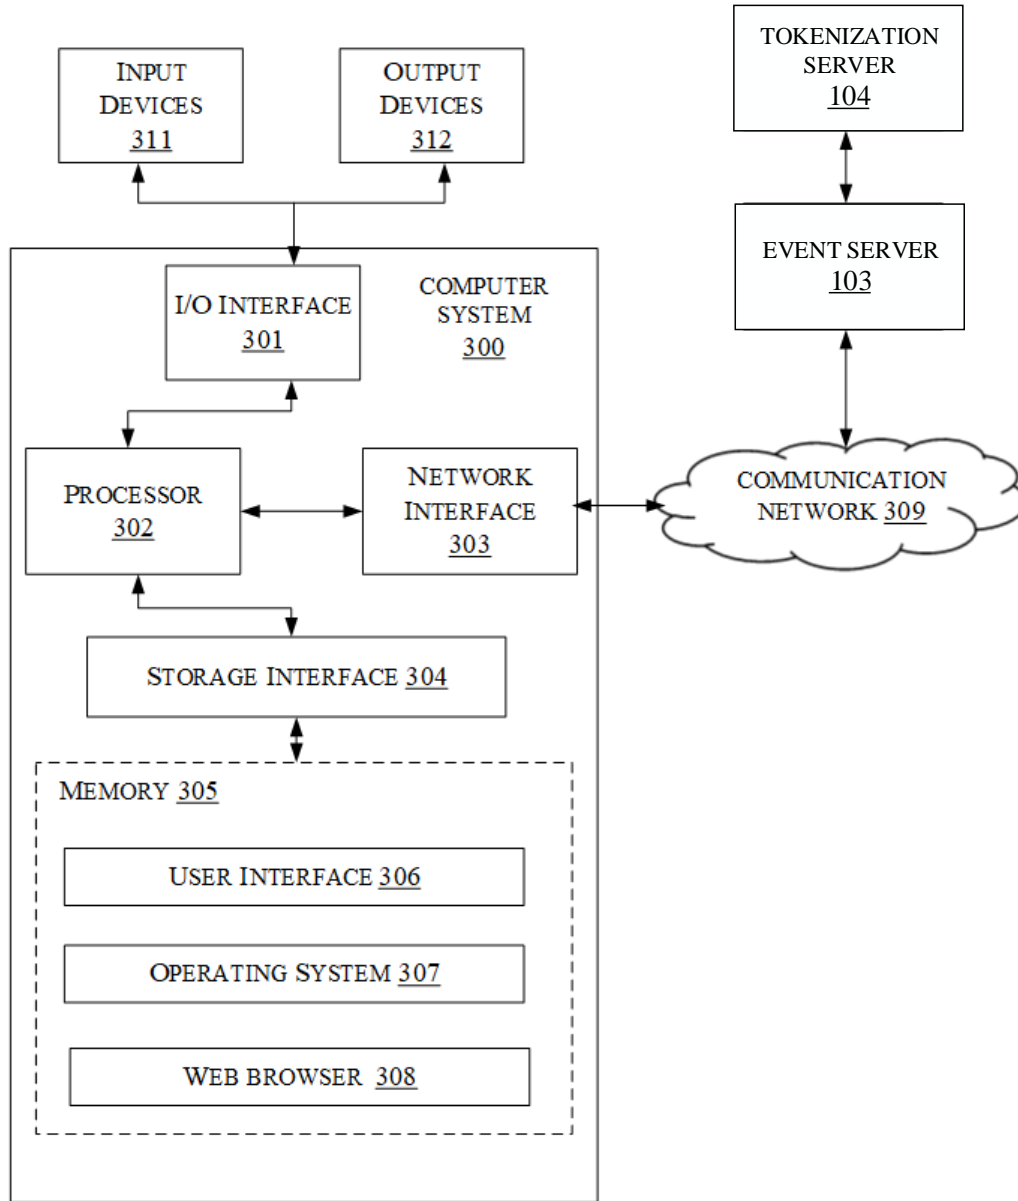 INPUT
DEVICES
311
OUTPUT
DEVICES
312
TOKENIZATION
SERVER
104
EVENT SERVER
103
I/O INTERFACE
301
COMPUTER
SYSTEM
300
PROCESSOR
302
NETWORK
INTERFACE
303
COMMUNICATION
NETWORK 309
STORAGE INTERFACE 304
MEMORY 305
USER INTERFACE 306
OPERATING SYSTEM 307
WEB BROWSER 308